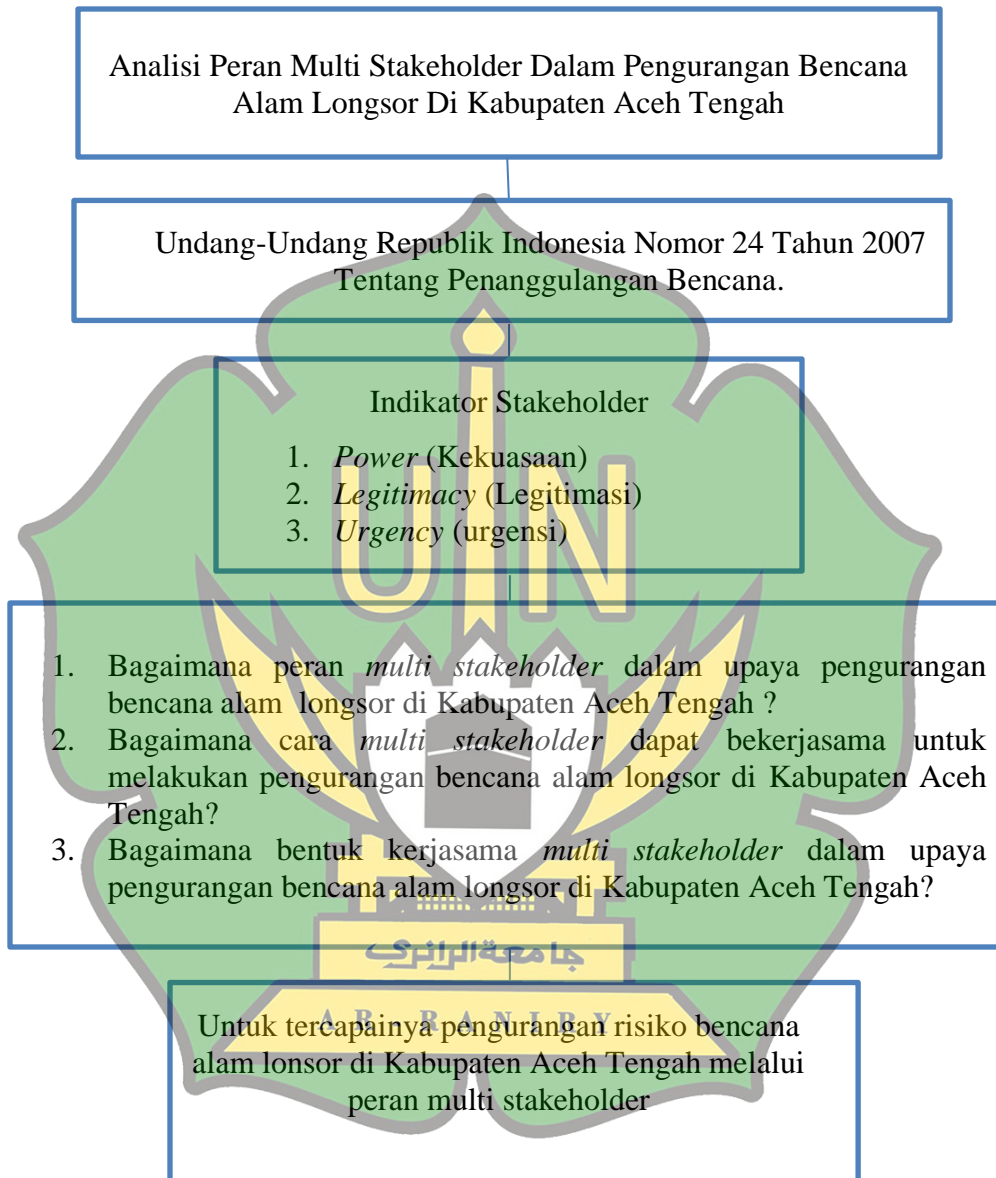 Analisi Peran Multi Stakeholder Dalam Pengurangan Bencana
Alam Longsor Di Kabupaten Aceh Tengah
Undang-Undang Republik Indonesia Nomor 24 Tahun 2007
Tentang Penanggulangan Bencana.
Indikator Stakeholder
1. Power (Kekuasaan)
2. Legitimacy (Legitimasi)
3. Urgency (urgensi)
UIN
1. Bagaimana peran multi stakeholder dalam upaya pengurangan
bencana alam longsor di Kabupaten Aceh Tengah ?
2. Bagaimana cara multi stakeholder dapat bekerjasama untuk
melakukan pengurangan bencana alam longsor di Kabupaten Aceh
Tengah?
3. Bagaimana bentuk kerjasama multi stakeholder dalam upaya
pengurangan bencana alam longsor di Kabupaten Aceh Tengah?
جامعة الرانري
AR-RANIRY
Untuk tercapainya pengurangan risiko bencana
alam lonsor di Kabupaten Aceh Tengah melalui
peran multi stakeholder